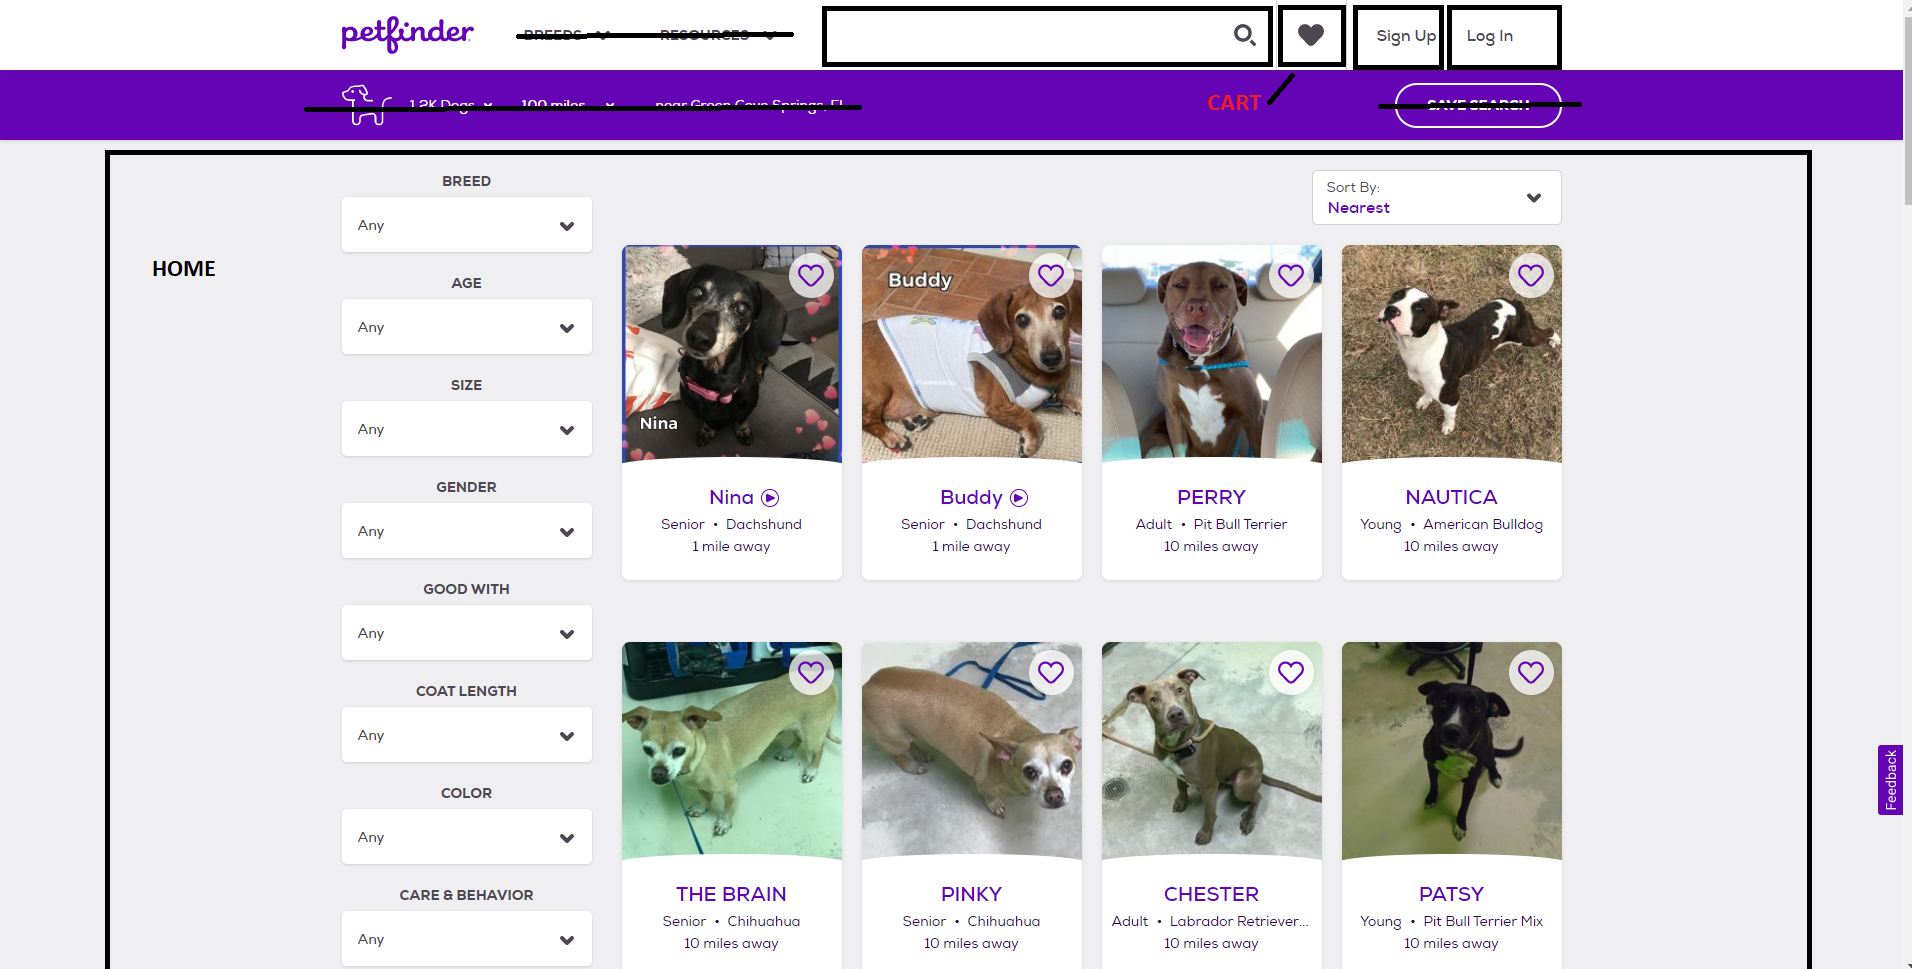 petfinder
BREEDS RESOURCES
Sign Up Log In
1.2K Dogs 100 miles near Green Cove Springs, FL
CART
SAVE SEARCH
HOME
BREED
Any
AGE
Any
SIZE
Any
GENDER
Any
GOOD WITH
Any
COAT LENGTH
Any
COLOR
Any
CARE & BEHAVIOR
Any
Sort By:
Nearest
Nina
Buddy
Nina Buddy PERRY NAUTICA
Senior • Dachshund Senior • Dachshund Adult • Pit Bull Terrier Young • American Bulldog
1 mile away 1 mile away 10 miles away 10 miles away
THE BRAIN PINKY CHESTER PATSY
Senior • Chihuahua Senior • Chihuahua Adult • Labrador Retriever... Young • Pit Bull Terrier Mix
10 miles away 10 miles away 10 miles away 10 miles away
Feedback